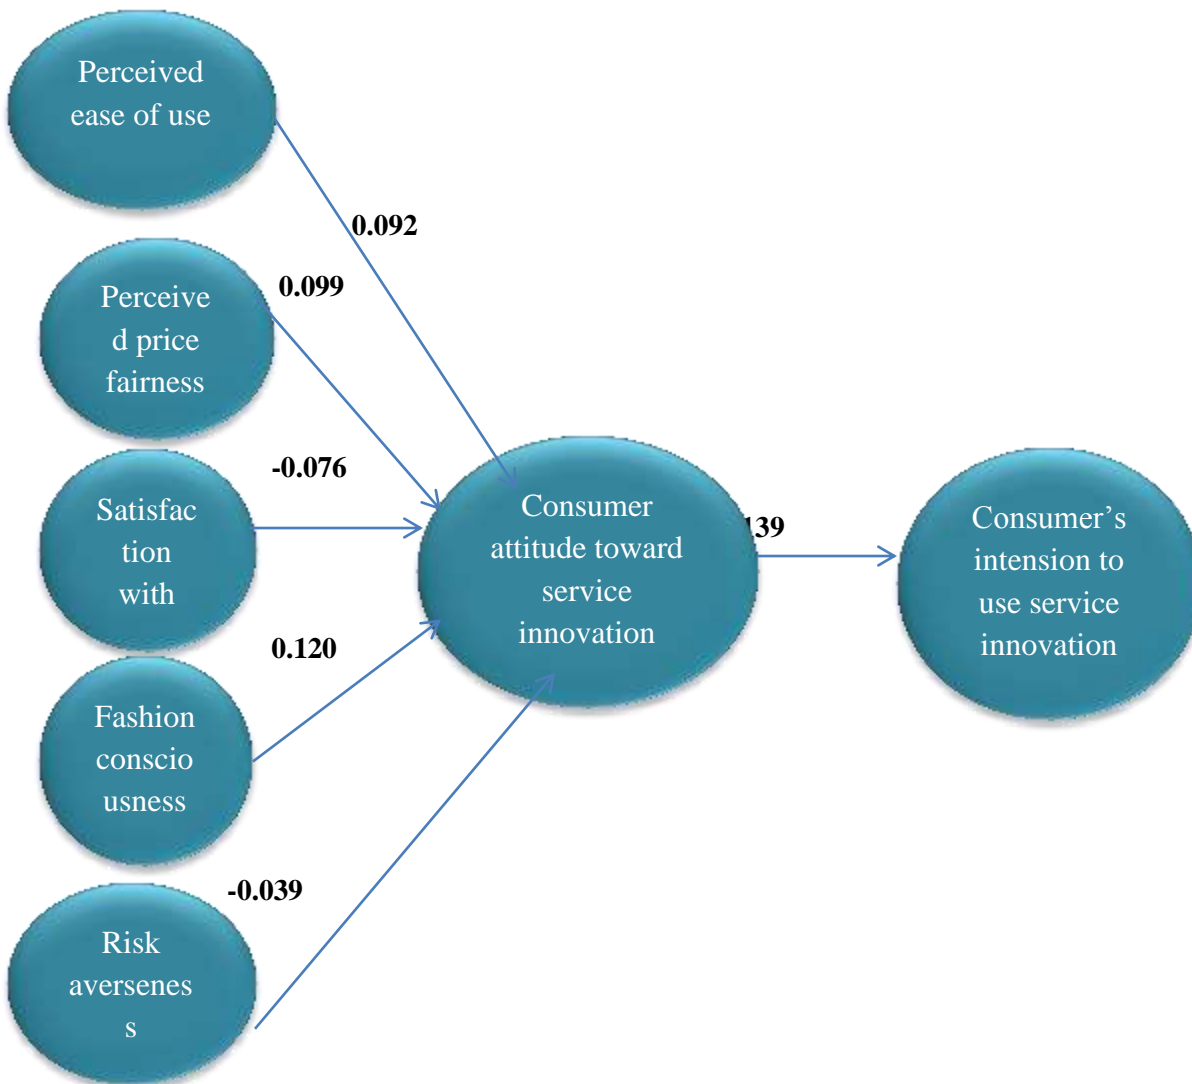 Perceived
ease of use
0.092
0.099
Perceive
d price
fairness
-0.076
Satisfac
tion
with
Consumer
attitude toward
service
innovation
139
Consumer’s
intension to
use service
innovation
0.120
Fashion
conscio
usness
-0.039
Risk
aversenes
s